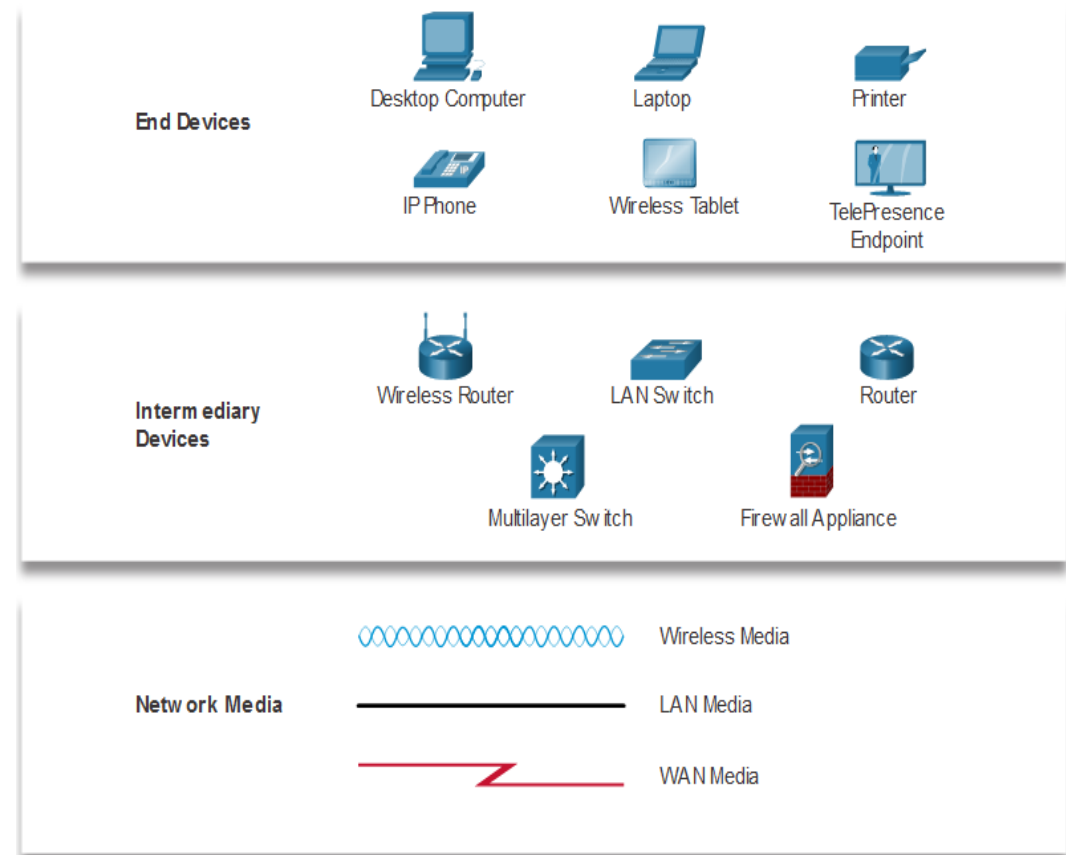 Desktop Computer
Laptop
Printer
End Devices
IP
IP Phone
Wireless Tablet
TelePresence
Endpoint
Wireless Router
LAN Switch
Router
Intermediary
Devices
Multilayer Switch
Firewall Appliance
Wireless Media
Network Media
LAN Media
WAN Media